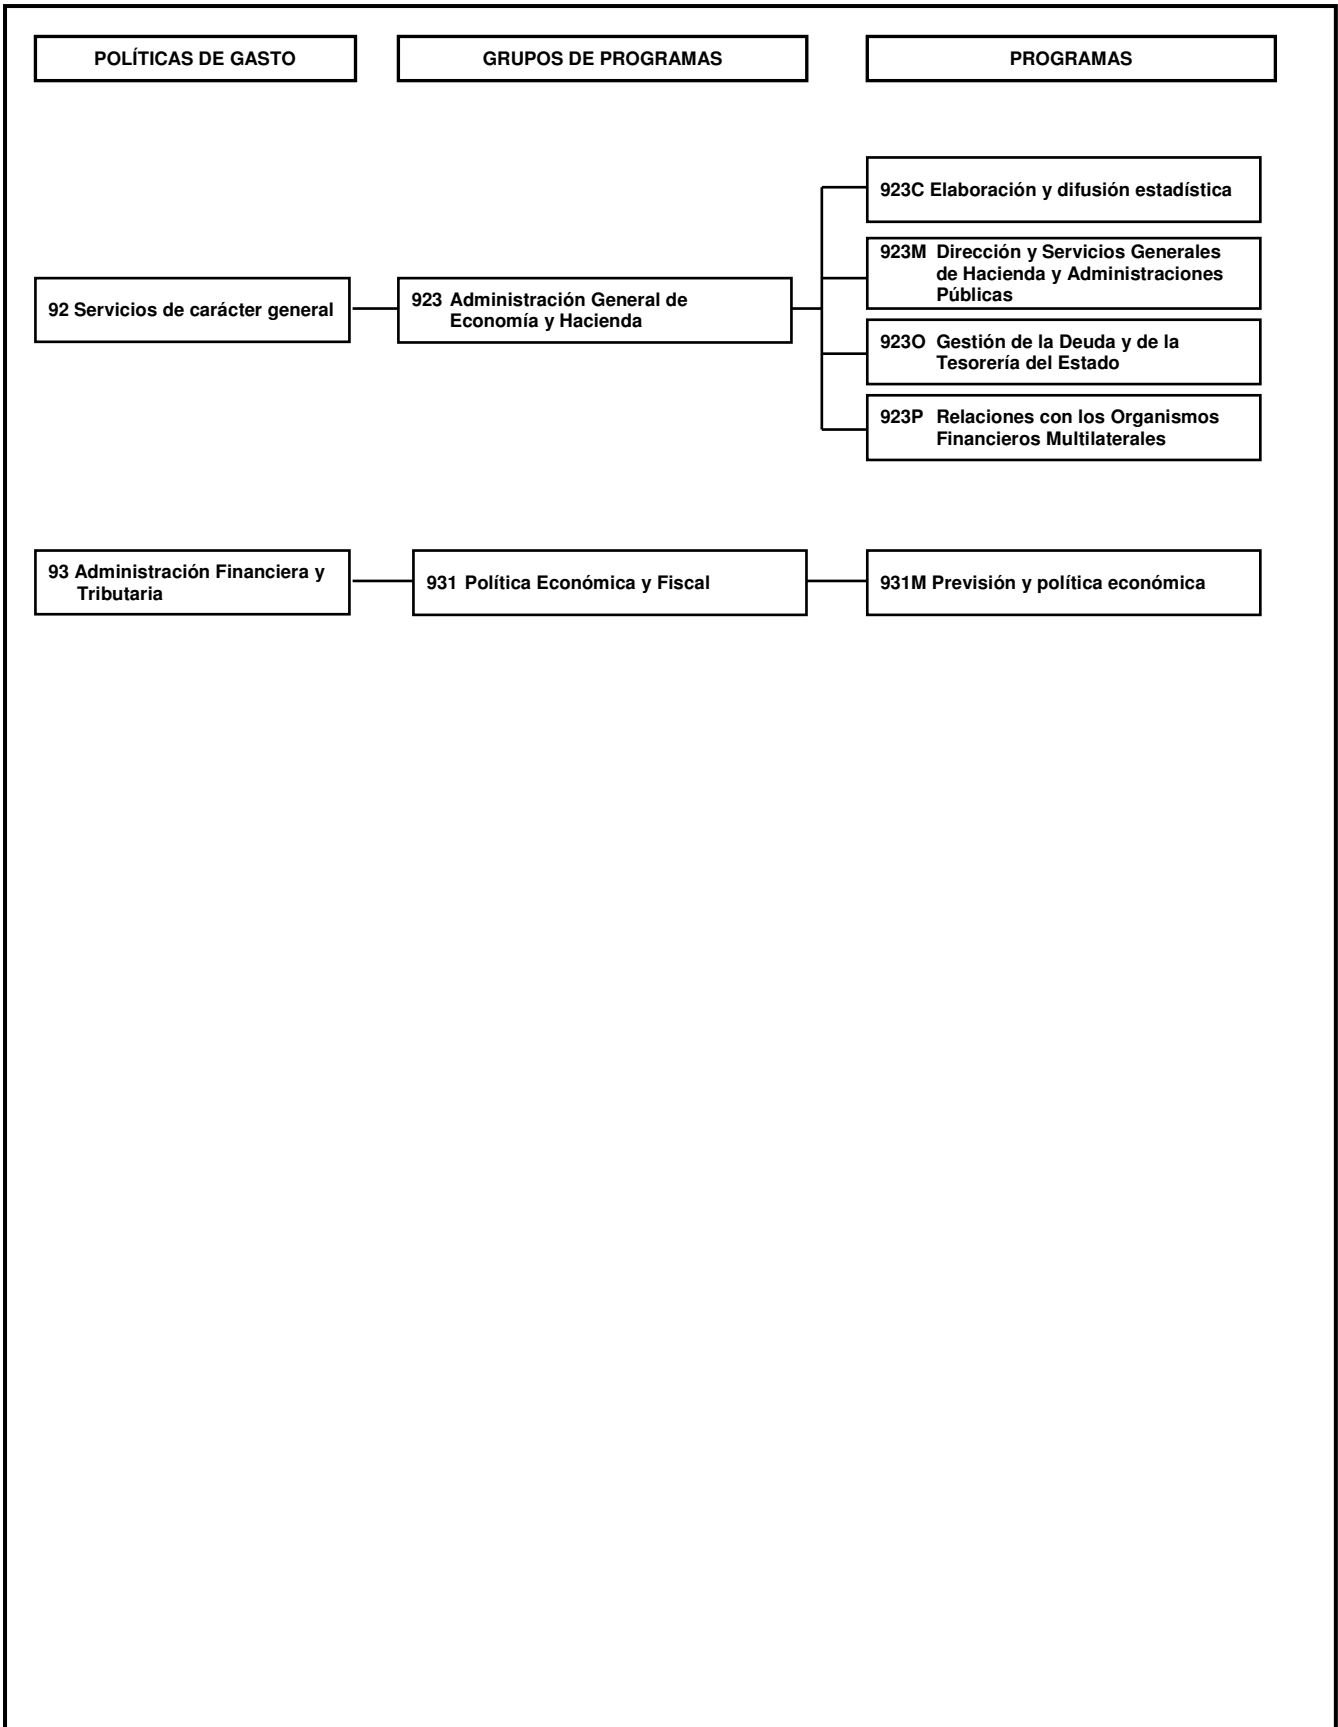 POLÍTICAS DE GASTO
GRUPOS DE PROGRAMAS
PROGRAMAS
923C Elaboración y difusión estadística
923M Dirección y Servicios Generales
de Hacienda y Administraciones
Públicas
92 Servicios de carácter general
923 Administración General de
Economía y Hacienda
923O Gestión de la Deuda y de la
Tesorería del Estado
923P Relaciones con los Organismos
Financieros Multilaterales
93 Administración Financiera y
Tributaria
931 Política Económica y Fiscal
931M Previsión y política económica